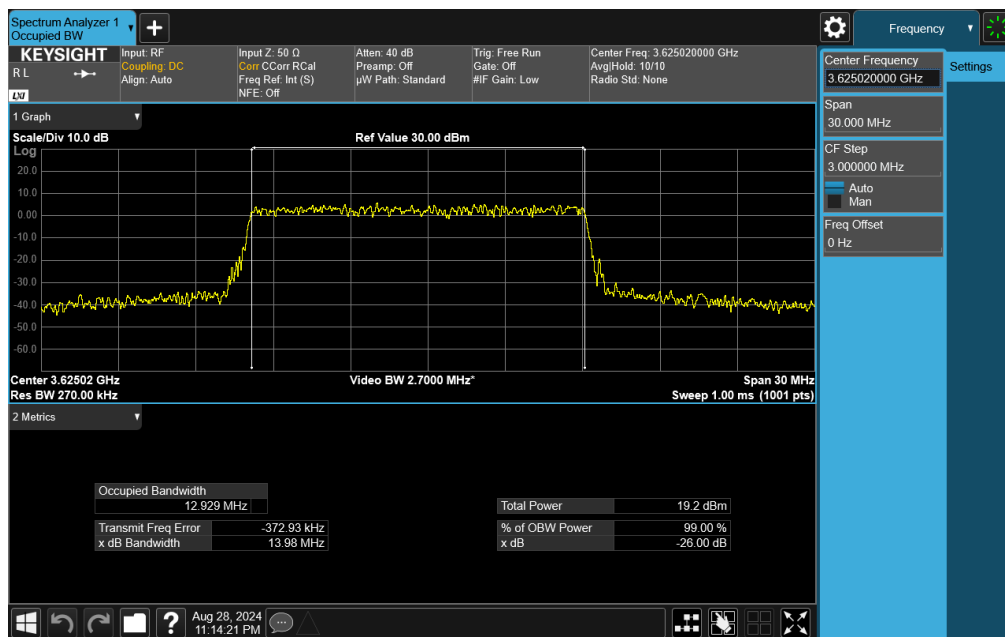 Spectrum Analyzer 1
Occupied BW
Frequency
KEYSIGHT
R L
LXI
Input: RF
Coupling: DC
Align: Auto
Input Z: 50 Ω
Corr CCorr RCal
Freq Ref: Int (S)
NFE: Off
Atten: 40 dB
Preamp: Off
µW Path: Standard
Trig: Free Run
Gate: Off
#IF Gain: Low
Center Freq: 3.625020000 GHz
Avg|Hold: 10/10
Radio Std: None
Center Frequency
3.625020000 GHz
Settings
Span
30.000 MHz
CF Step
3.000000 MHz
Auto
Man
Freq Offset
0 Hz
1 Graph
Scale/Div 10.0 dB
Ref Value 30.00 dBm
Log
20.0
10.0
0.00
-10.0
-20.0
-30.0
-40.0
-50.0
-60.0
Center 3.62502 GHz
Video BW 2.7000 MHz*
Span 30 MHz
Res BW 270.00 kHz
Sweep 1.00 ms (1001 pts)
2 Metrics
Occupied Bandwidth
12.929 MHz
Transmit Freq Error -372.93 kHz
x dB Bandwidth 13.98 MHz
Total Power 19.2 dBm
% of OBW Power 99.00 %
x dB -26.00 dB
?
Aug 28, 2024
11:14:21 PM